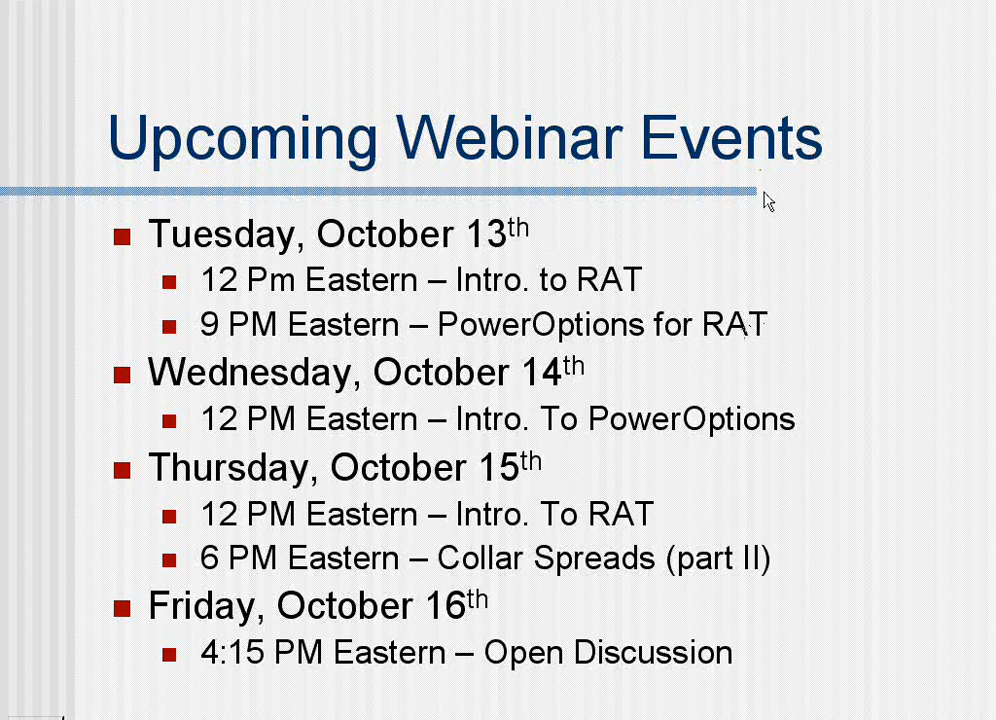 Upcoming Webinar Events
Tuesday, October 13th
12 Pm Eastern – Intro. to RAT
9 PM Eastern – PowerOptions for RAT
Wednesday, October 14th
12 PM Eastern – Intro. To PowerOptions
Thursday, October 15th
12 PM Eastern – Intro. To RAT
6 PM Eastern – Collar Spreads (part II)
Friday, October 16th
4:15 PM Eastern – Open Discussion